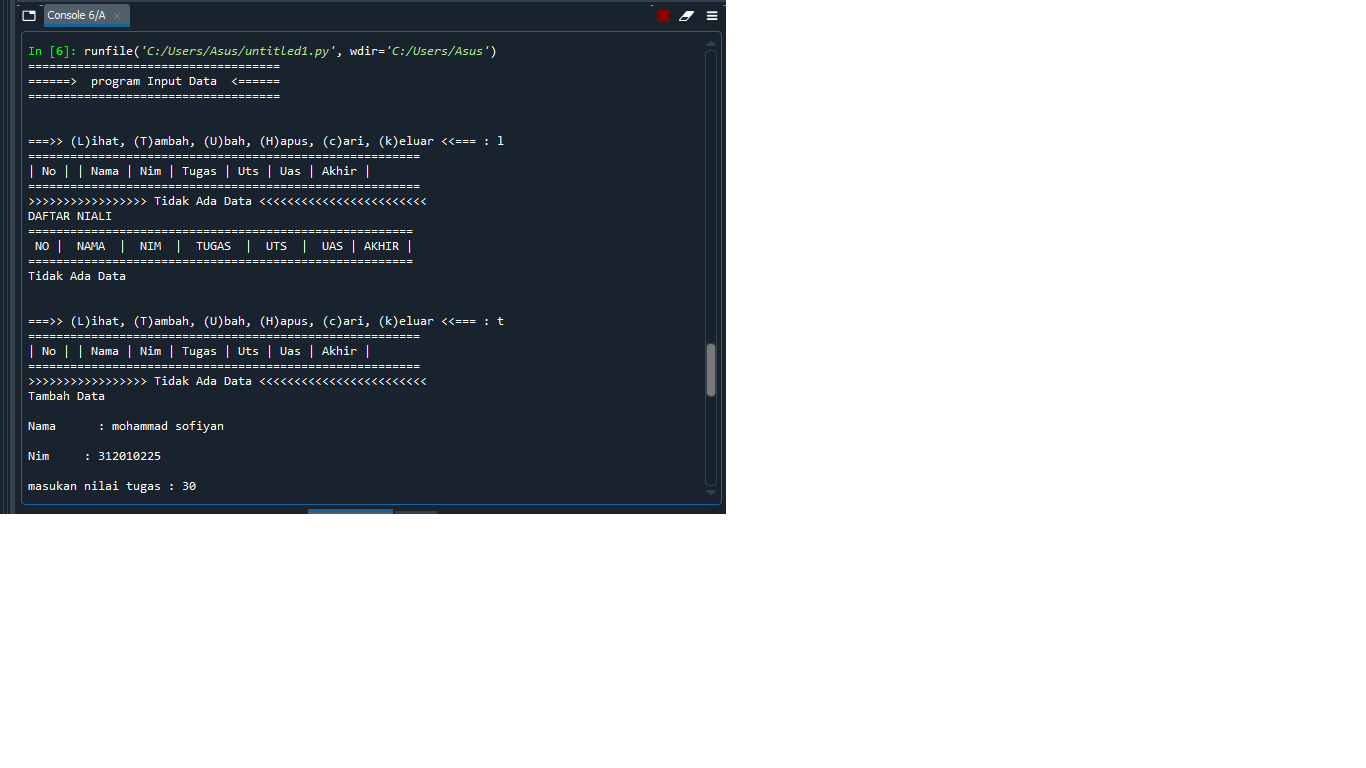 Console 6/A
In [6]: runfile('C:/Users/Asus/untitled1.py', wdir='C:/Users/Asus')
====================================
======>  program Input Data  <======
====================================
===>> (L)ihat, (T)ambah, (U)bah, (H)apus, (c)ari, (k)eluar <<=== : l
========================================================
| No | | Nama | Nim | Tugas | Uts | Uas | Akhir |
========================================================
>>>>>>>>>>>>>>>>> Tidak Ada Data <<<<<<<<<<<<<<<<<<<<<<<<
DAFTAR NIALI
=======================================================
 NO |  NAMA  |  NIM  |  TUGAS  |  UTS  |  UAS | AKHIR |
=======================================================
Tidak Ada Data
===>> (L)ihat, (T)ambah, (U)bah, (H)apus, (c)ari, (k)eluar <<=== : t
========================================================
| No | | Nama | Nim | Tugas | Uts | Uas | Akhir |
========================================================
>>>>>>>>>>>>>>>>> Tidak Ada Data <<<<<<<<<<<<<<<<<<<<<<<<
Tambah Data
Nama      : mohammad sofiyan
Nim     : 312010225
masukan nilai tugas : 30